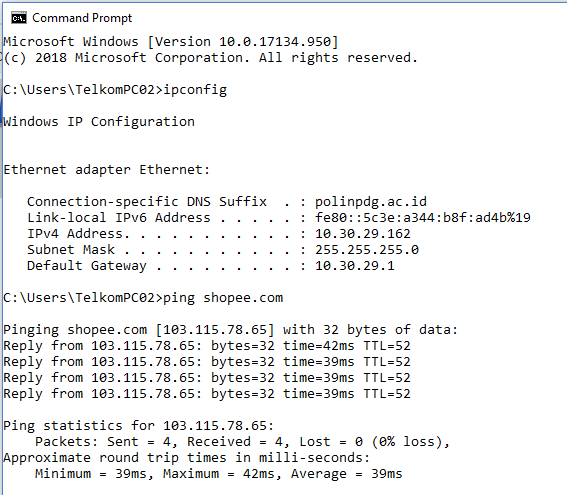 Command Prompt
Microsoft Windows [Version 10.0.17134.950]
(c) 2018 Microsoft Corporation. All rights reserved.
C:\Users\TelkomPC02>ipconfig
Windows IP Configuration
Ethernet adapter Ethernet:
   Connection-specific DNS Suffix  . : polinpdg.ac.id
   Link-local IPv6 Address . . . . . : fe80::5c3e:a344:b8f:ad4b%19
   IPv4 Address. . . . . . . . . . . : 10.30.29.162
   Subnet Mask . . . . . . . . . . . : 255.255.255.0
   Default Gateway . . . . . . . . . : 10.30.29.1
C:\Users\TelkomPC02>ping shopee.com
Pinging shopee.com [103.115.78.65] with 32 bytes of data:
Reply from 103.115.78.65: bytes=32 time=42ms TTL=52
Reply from 103.115.78.65: bytes=32 time=39ms TTL=52
Reply from 103.115.78.65: bytes=32 time=39ms TTL=52
Reply from 103.115.78.65: bytes=32 time=39ms TTL=52
Ping statistics for 103.115.78.65:
    Packets: Sent = 4, Received = 4, Lost = 0 (0% loss),
Approximate round trip times in milli-seconds:
    Minimum = 39ms, Maximum = 42ms, Average = 39ms